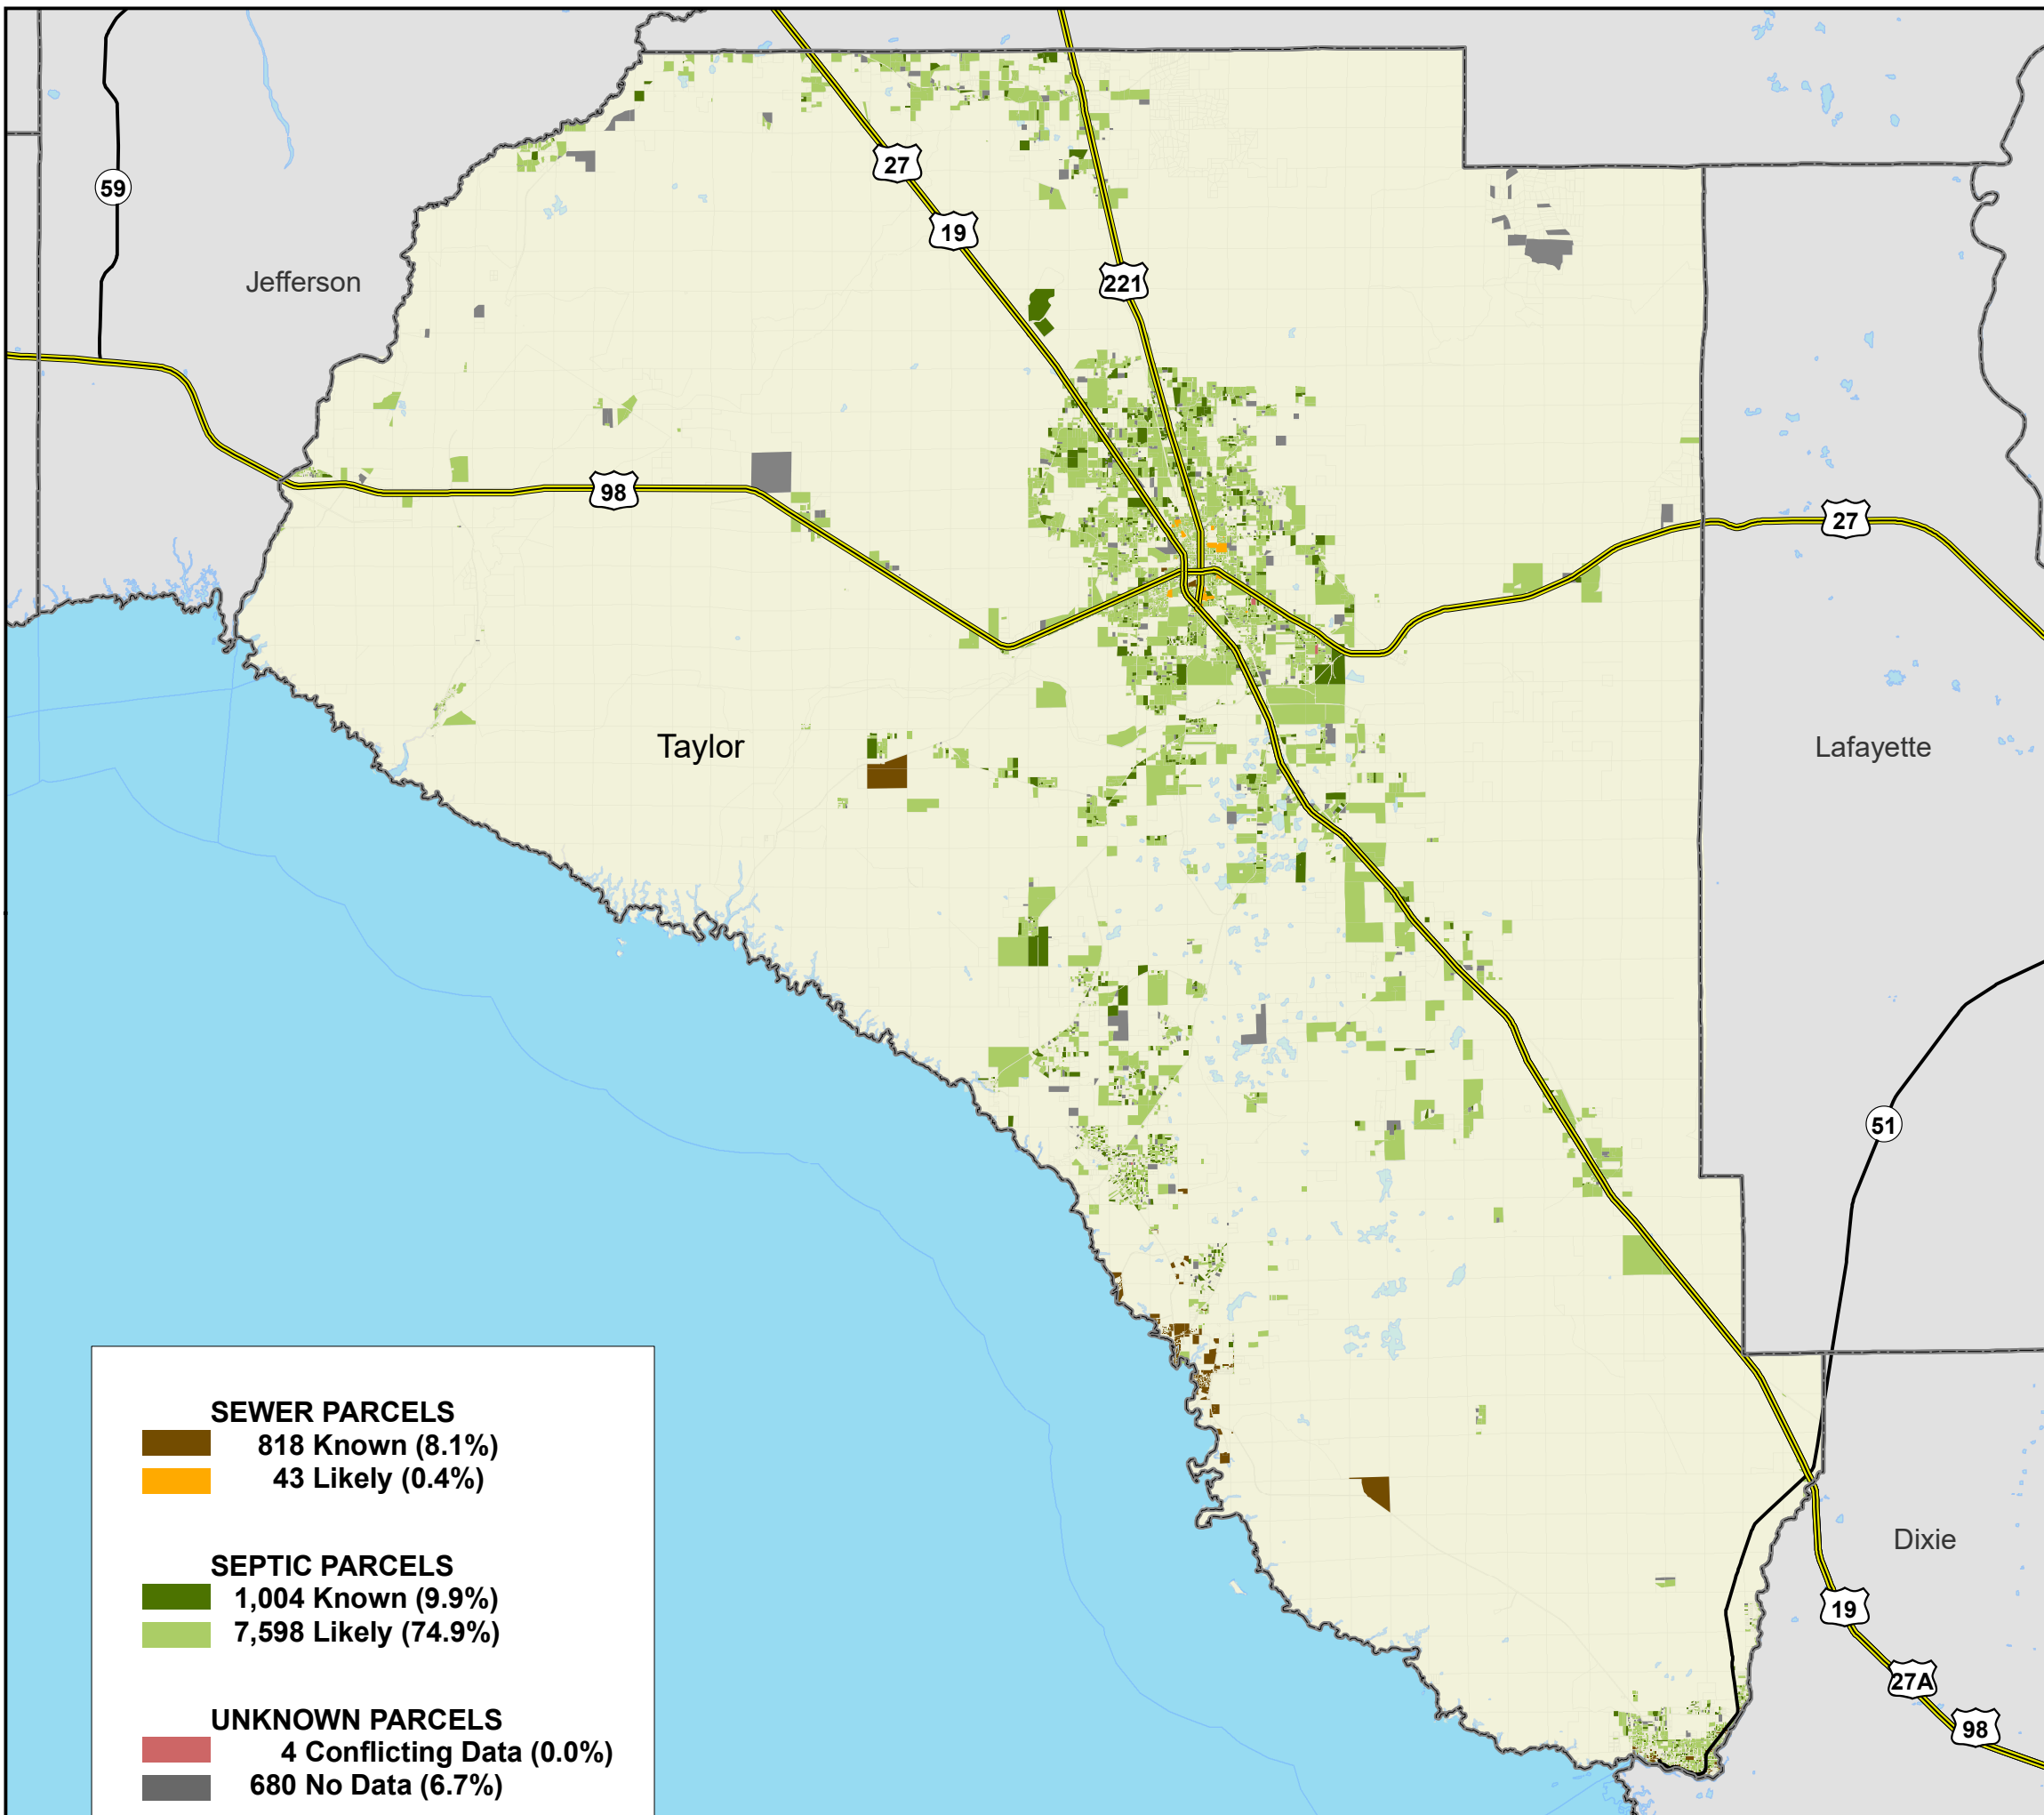 59
27
19
221
Jefferson
98
27
Taylor
Lafayette
51
SEWER PARCELS
818 Known (8.1%)
43 Likely (0.4%)
SEPTIC PARCELS
1,004 Known (9.9%)
7,598 Likely (74.9%)
UNKNOWN PARCELS
4 Conflicting Data (0.0%)
680 No Data (6.7%)
Dixie
19
27A
98